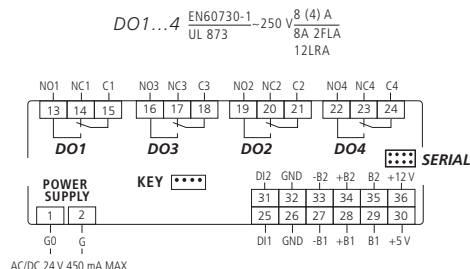 DO1...4 EN60730-1 ~250 V 8 (4) A
UL 873 8A 2FLA
12LRA
NO1 NC1 C1 NO3 NC3 C3 NO2 NC2 C2 NO4 NC4 C4
13 14 15 16 17 18 19 20 21 22 23 24
DO1 DO3 DO2 DO4
SERIAL
POWER SUPPLY
KEY
DI2 GND -B2 +B2 B2 +12 V
31 32 33 34 35 36
1 2 25 26 27 28 29 30
G0 G DI1 GND -B1 +B1 B1 +5 V
AC/DC 24 V 450 mA MAX